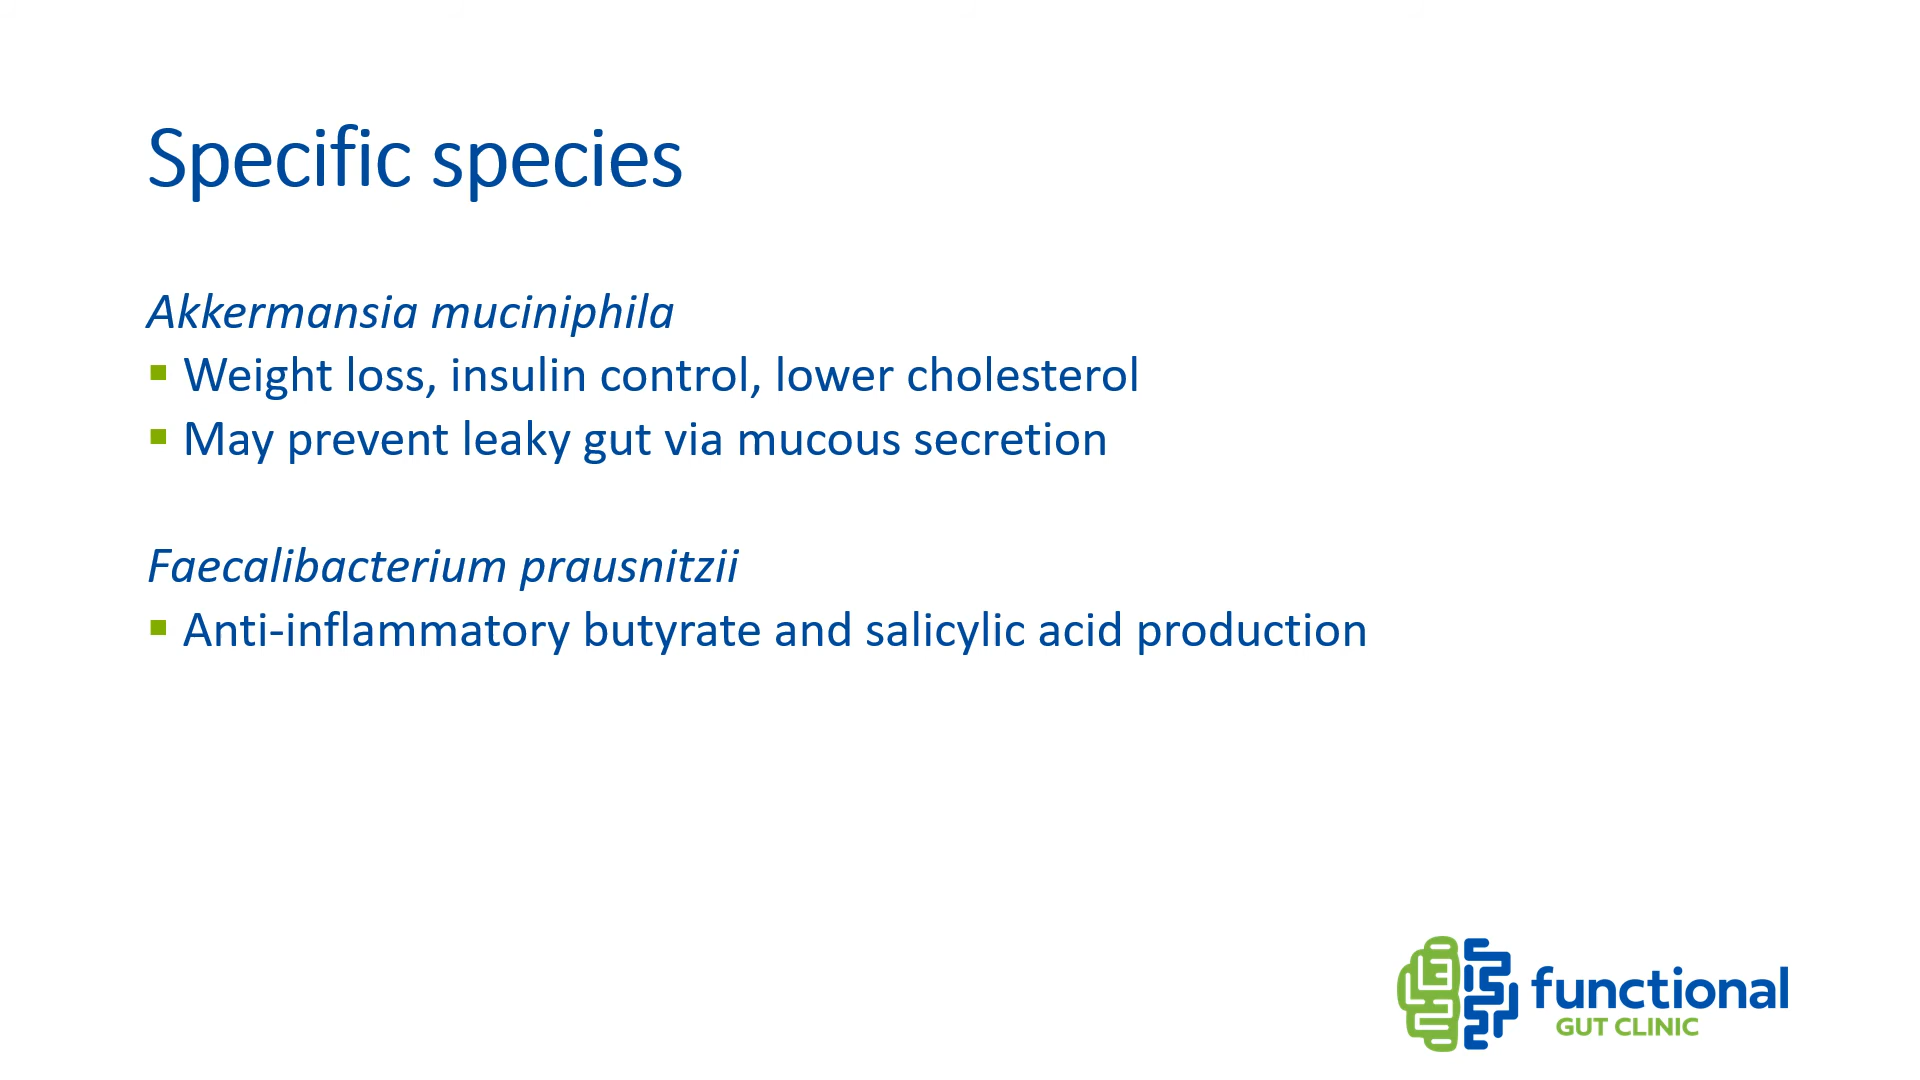 Specific species
Akkermansia muciniphila
▪ Weight loss, insulin control, lower cholesterol
▪ May prevent leaky gut via mucous secretion
Faecalibacterium prausnitzii
▪ Anti-inflammatory butyrate and salicylic acid production
functional
GUT CLINIC